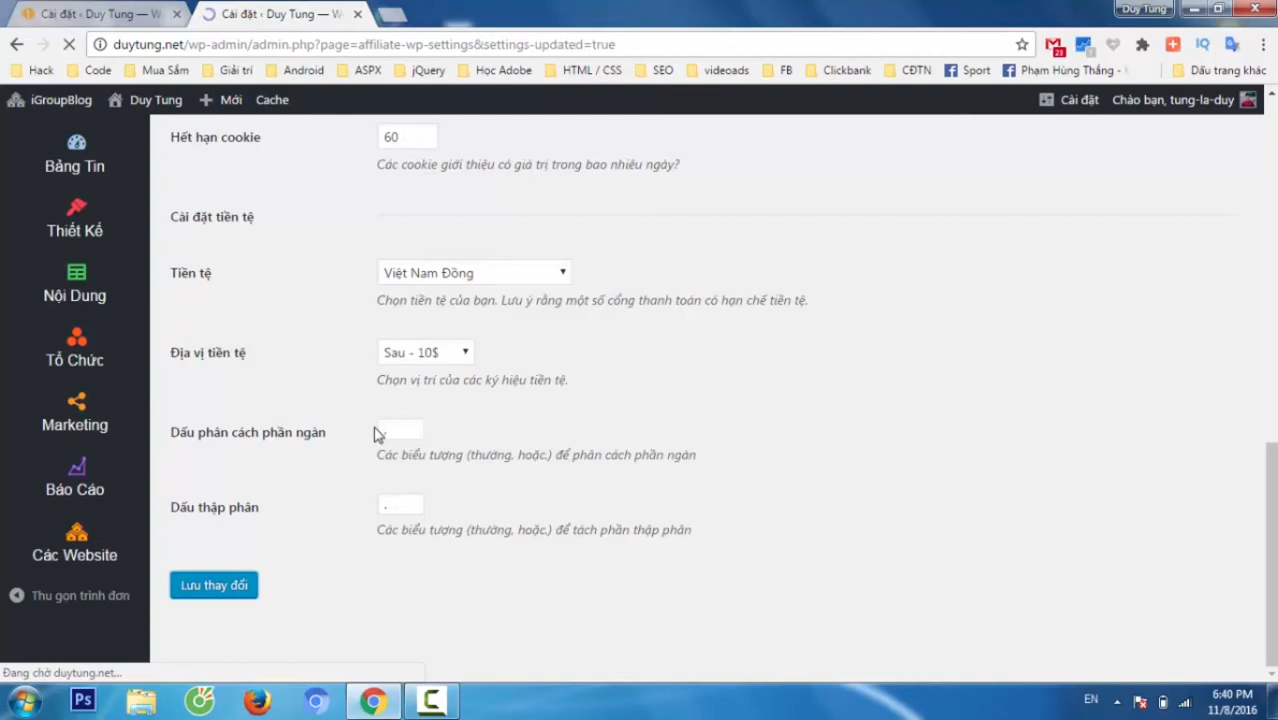 Cài đặt ‹ Duy Tung — W
Cài đặt ‹ Duy Tung — W
Duy Tung
duytung.net/wp-admin/admin.php?page=affiliate-wp-settings&settings-updated=true
23
Hack Code Mua Sắm Giải trí Android ASPX jQuery Học Adobe HTML / CSS SEO videoads FB Clickbank CĐTN Sport Phạm Hùng Thắng - Dấu trang khác
iGroupBlog Duy Tung Mới Cache Cài đặt Chào bạn, tung-la-duy
Bảng Tin
Thiết Kế
Nội Dung
Tổ Chức
Marketing
Báo Cáo
Các Website
Thu gọn trình đơn
Hết hạn cookie 60
Các cookie giới thiệu có giá trị trong bao nhiêu ngày?
Cài đặt tiền tệ
Tiền tệ Việt Nam Đồng
Chọn tiền tệ của bạn. Lưu ý rằng một số cổng thanh toán có hạn chế tiền tệ.
Địa vị tiền tệ Sau - 10$
Chọn vị trí của các ký hiệu tiền tệ.
Dấu phân cách phần ngàn
Các biểu tượng (thường, hoặc.) để phân cách phần ngàn
Dấu thập phân .
Các biểu tượng (thường, hoặc.) để tách phần thập phân
Lưu thay đổi
Đang chờ duytung.net...
Ps
C
EN
6:40 PM
11/8/2016